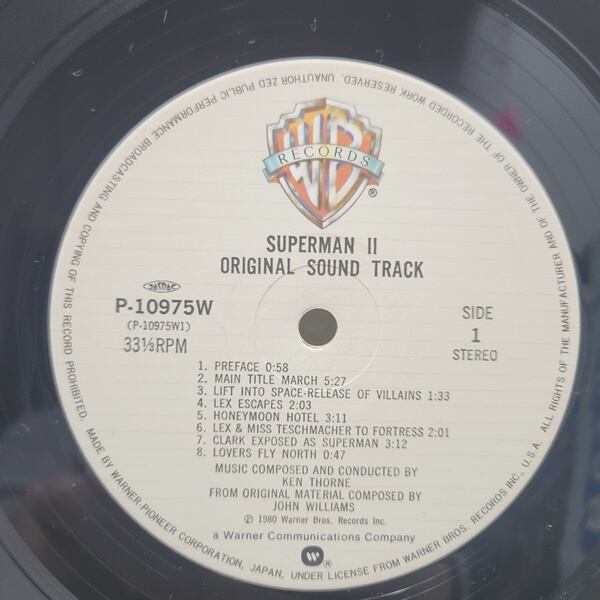 RECORDS
®
SUPERMAN II
ORIGINAL SOUND TRACK
JASRAC
P-10975W
(P-10975W1)
33⅓RPM
SIDE
1
STEREO
1. PREFACE 0:58
2. MAIN TITLE MARCH 5:27
3. LIFT INTO SPACE-RELEASE OF VILLAINS 1:33
4. LEX ESCAPES 2:03
5. HONEYMOON HOTEL 3:11
6. LEX & MISS TESCHMACHER TO FORTRESS 2:01
7. CLARK EXPOSED AS SUPERMAN 3:12
8. LOVERS FLY NORTH 0:47
MUSIC COMPOSED AND CONDUCTED BY
KEN THORNE
FROM ORIGINAL MATERIAL COMPOSED BY
JOHN WILLIAMS
Ⓟ 1980 Warner Bros. Records Inc.
a Warner Communications Company
®
MADE BY WARNER-PIONEER CORPORATION, JAPAN, UNDER LICENSE FROM WARNER BROS. RECORDS INC., U.S.A. ALL RIGHTS OF THE MANUFACTURER AND OF THE OWNER OF THE RECORDED WORK RESERVED. UNAUTHORIZED PUBLIC PERFORMANCE BROADCASTING AND COPYING OF THIS RECORD PROHIBITED.